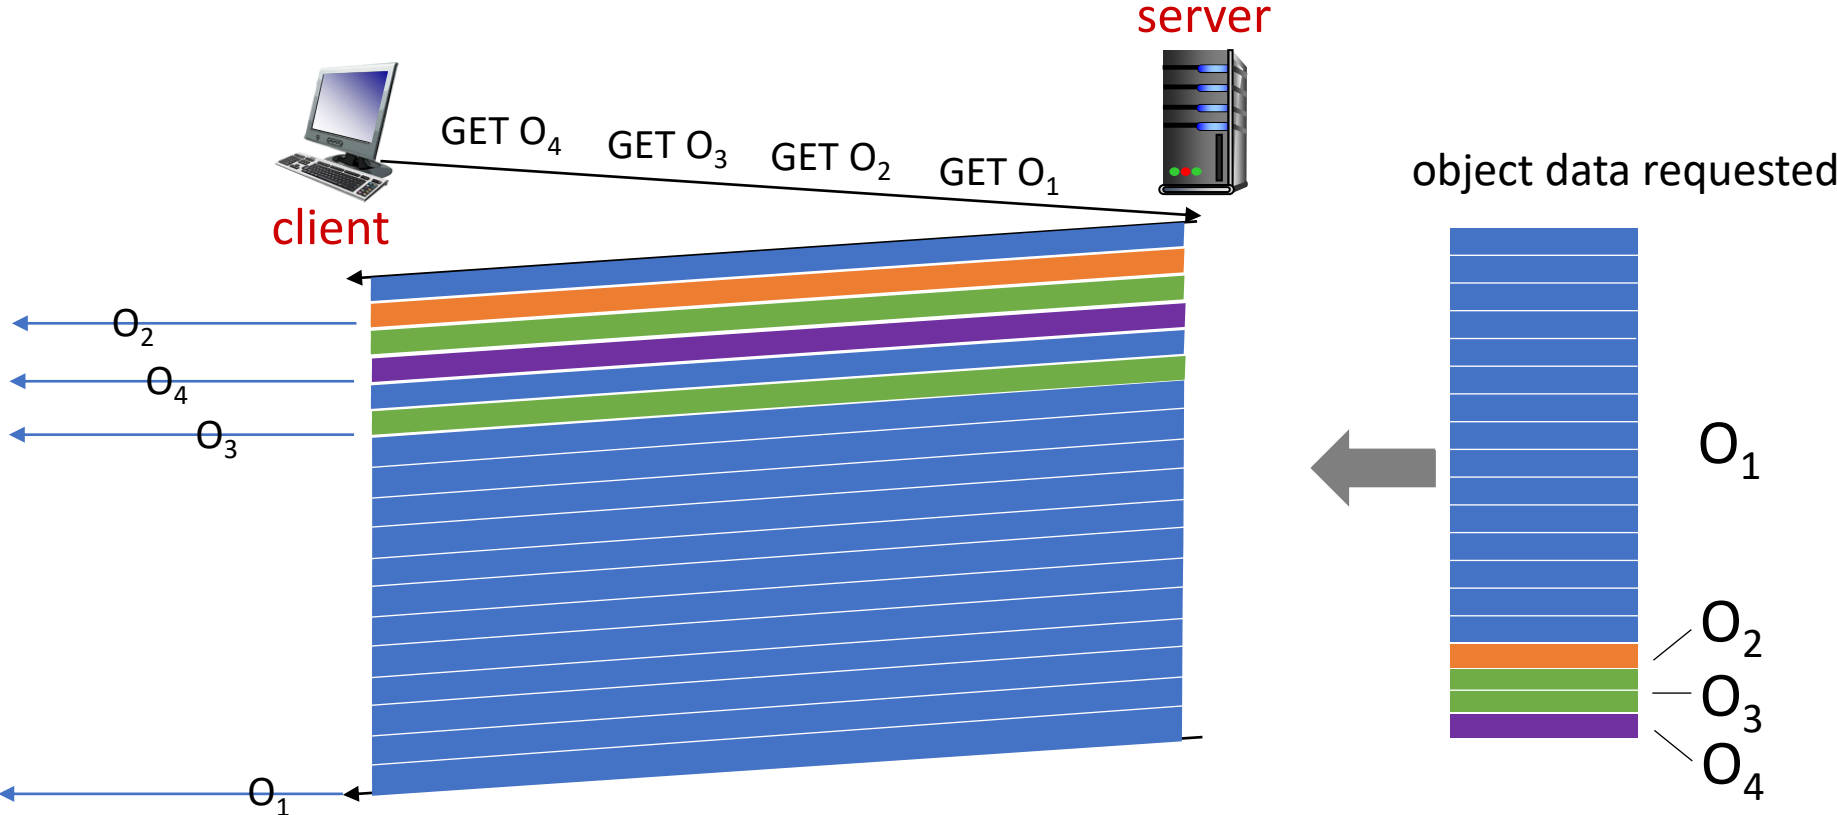 server
GET O₄ GET O₃ GET O₂ GET O₁
object data requested
client
O₂
O₄
O₃
O₁
O₁
O₂
O₃
O₄